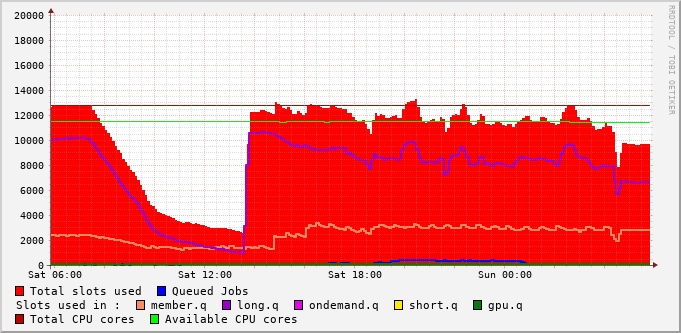 20000
18000
16000
14000
12000
10000
8000
6000
4000
2000
0
Sat 06:00 Sat 12:00 Sat 18:00 Sun 00:00
RRDTOOL / TOBI OETIKER
Total slots used Queued Jobs
Slots used in : member.q long.q ondemand.q short.q gpu.q
Total CPU cores Available CPU cores